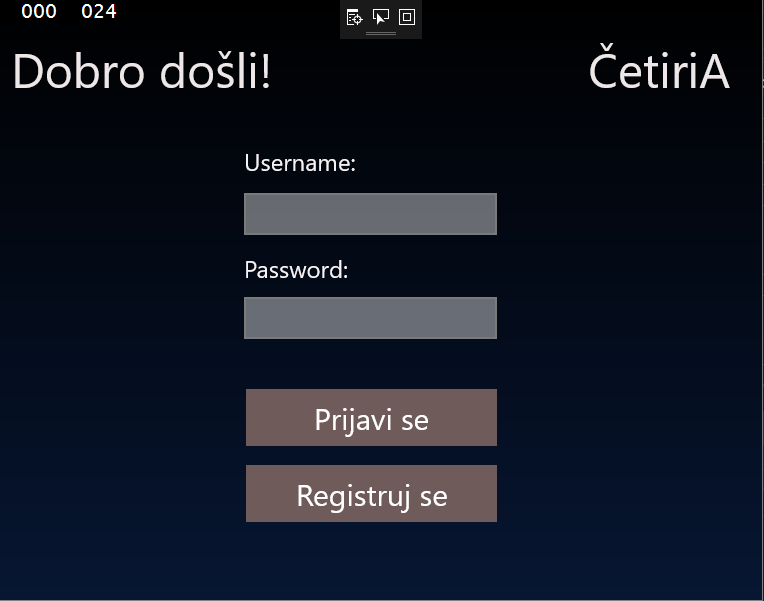 000 024
Dobro došli!
ČetiriA
Username:
Password:
Prijavi se
Registruj se